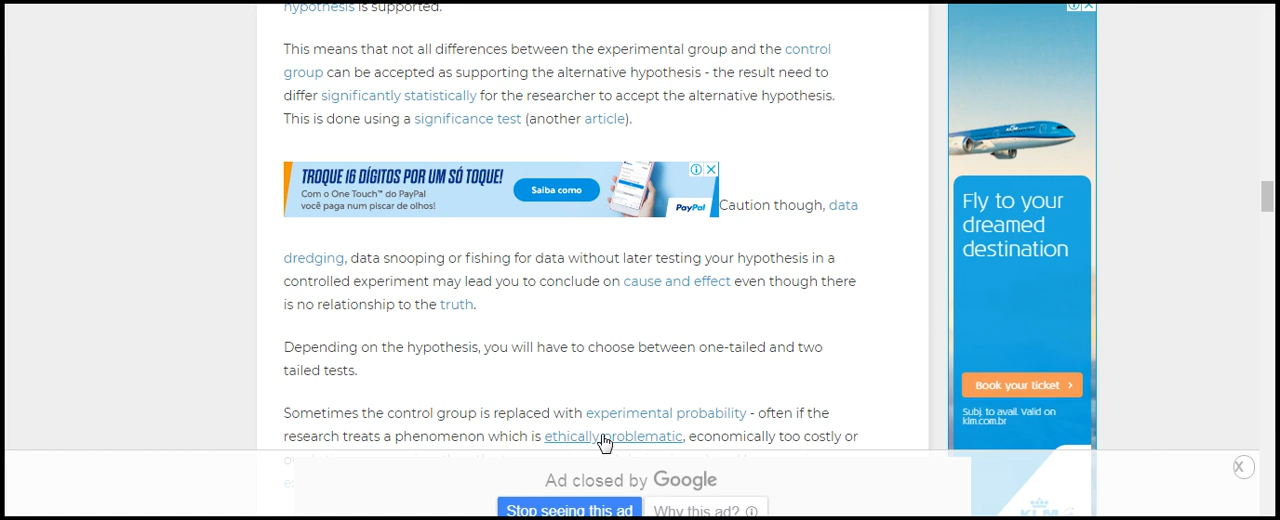 hypothesis is supported.
This means that not all differences between the experimental group and the control
group can be accepted as supporting the alternative hypothesis - the result need to
differ significantly statistically for the researcher to accept the alternative hypothesis.
This is done using a significance test (another article).
TROQUE 16 DÍGITOS POR UM SÓ TOQUE!
Com o One Touch™ do PayPal
você paga num piscar de olhos!
Saiba como
PayPal
Caution though, data
dredging, data snooping or fishing for data without later testing your hypothesis in a
controlled experiment may lead you to conclude on cause and effect even though there
is no relationship to the truth.
Depending on the hypothesis, you will have to choose between one-tailed and two
tailed tests.
Sometimes the control group is replaced with experimental probability - often if the
research treats a phenomenon which is ethically problematic, economically too costly or
Ad closed by Google
Stop seeing this ad
Why this ad?
X
KLM
Fly to your
dreamed
destination
Book your ticket
Subj. to avail. Valid on
klm.com.br
KLM